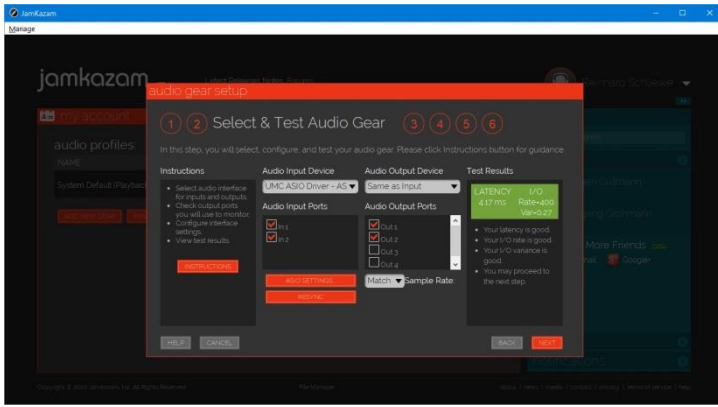 JamKazam
Manage
jamkazam
audio gear setup
my account
audio profiles:
NAME
System Default (Playbac
1 2 Select & Test Audio Gear 3 4 5 6
In this step, you will select, configure, and test your audio gear. Please click Instructions button for guidance.
Instructions
• Select audio interface for inputs and outputs.
• Check output ports you will use to monitor.
• Configure interface settings.
• View test results.
INSTRUCTIONS
Audio Input Device
UMC ASIO Driver - AS
Audio Input Ports
In 1
In 2
ASIO SETTINGS
RESYNC
Audio Output Device
Same as Input
Audio Output Ports
Out 1
Out 2
Out 3
Out 4
Match Sample Rate
Test Results
LATENCY I/O
4.17 ms Rate=400
Var=0.27
• Your latency is good.
• Your I/O rate is good.
• Your I/O variance is good.
• You may proceed to the next step.
HELP CANCEL
BACK NEXT
More Friends
Google+
notifications
File Manager